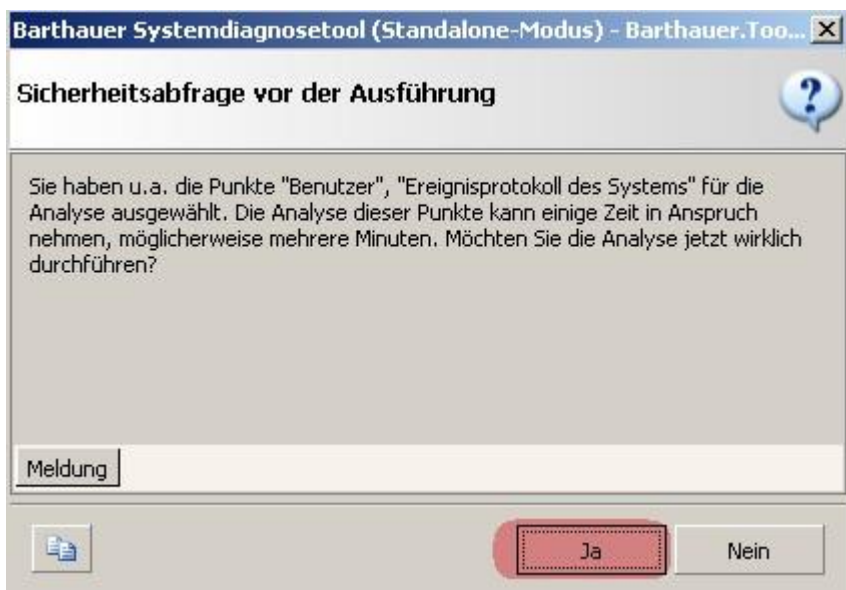 Barthauer Systemdiagnosetool (Standalone-Modus) - Barthauer.Too...
Sicherheitsabfrage vor der Ausführung
Sie haben u.a. die Punkte "Benutzer", "Ereignisprotokoll des Systems" für die
Analyse ausgewählt. Die Analyse dieser Punkte kann einige Zeit in Anspruch
nehmen, möglicherweise mehrere Minuten. Möchten Sie die Analyse jetzt wirklich
durchführen?
Meldung
Ja Nein